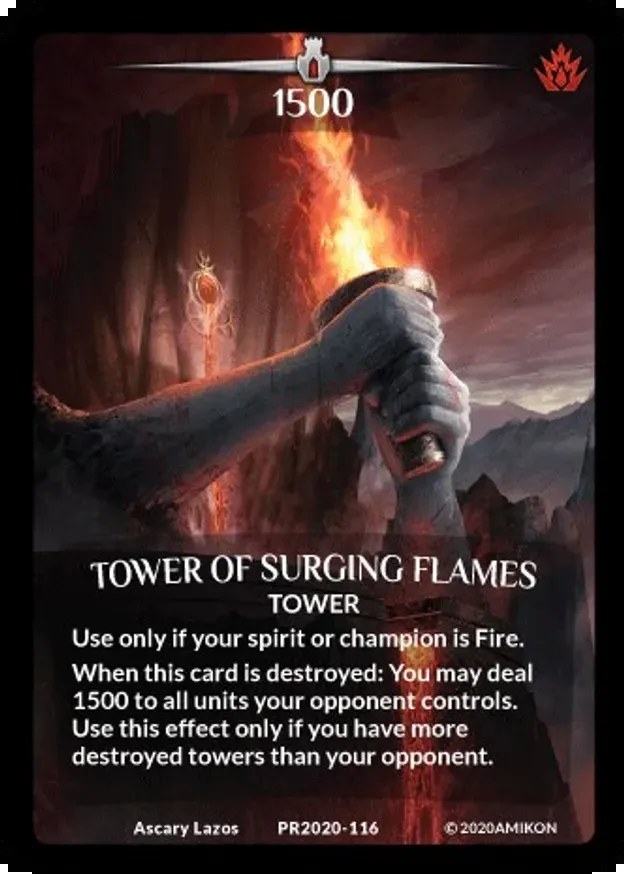 1500
TOWER OF SURGING FLAMES
TOWER
Use only if your spirit or champion is Fire.
When this card is destroyed: You may deal
1500 to all units your opponent controls.
Use this effect only if you have more
destroyed towers than your opponent.
Ascary Lazos PR2020-116 ©2020AMIKON